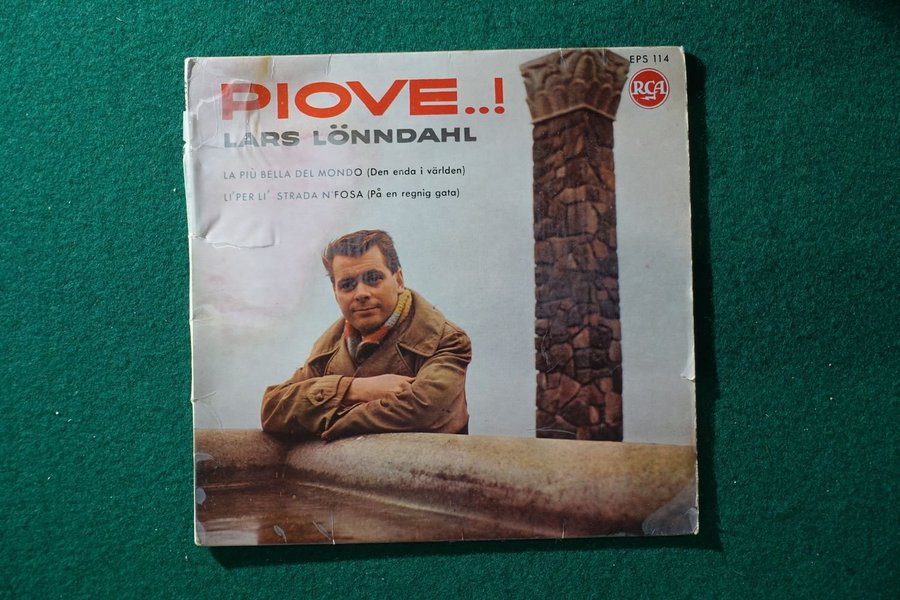 EPS 114
PIOVE..!
RCA
LARS LÖNNDAHL
LA PIÙ BELLA DEL MONDO (Den enda i världen)
LI'PER LI' STRADA N'FOSA (På en regnig gata)